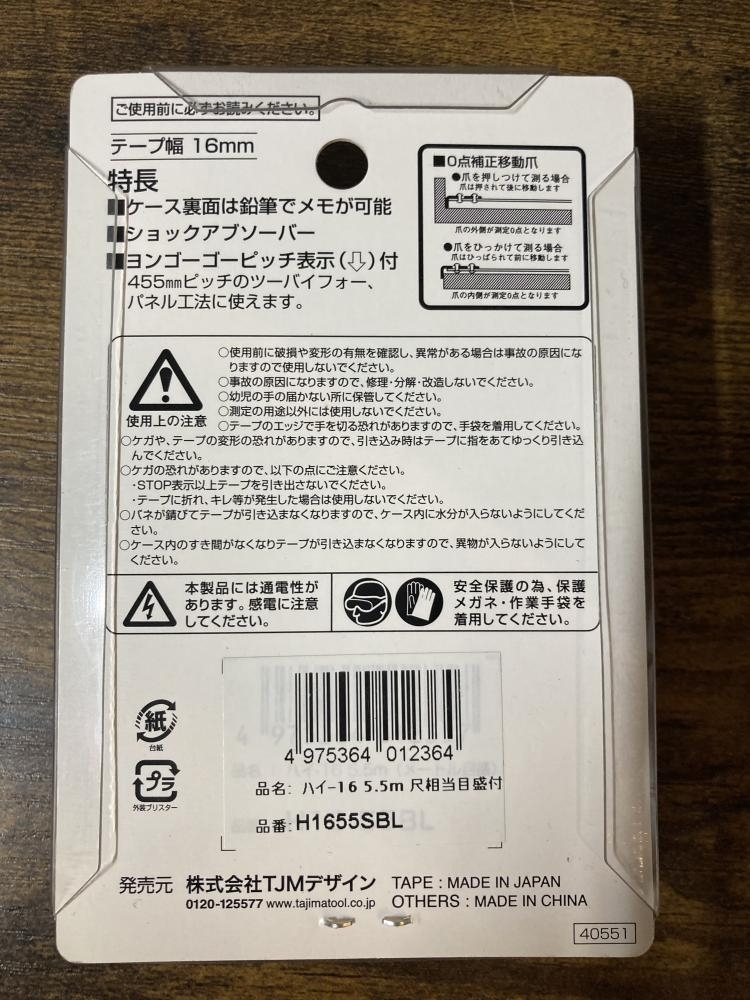 ご使用前に必ずお読みください。
テープ幅 16mm
特長
■ケース裏面は鉛筆でメモが可能
■ショックアブソーバー
■ヨンゴーゴーピッチ表示(⇩)付
455mmピッチのツーバイフォー、
パネル工法に使えます。
■0点補正移動爪
●爪を押しつけて測る場合
爪は押されて後に移動します
爪の外側が測定0点となります
●爪をひっかけて測る場合
爪はひっぱられて前に移動します
爪の内側が測定0点となります
使用上の注意
○使用前に破損や変形の有無を確認し、異常がある場合は事故の原因にな
りますので使用しないでください。
○事故の原因になりますので、修理・分解・改造しないでください。
○幼児の手の届かない所に保管してください。
○測定の用途以外には使用しないでください。
○テープのエッジで手を切る恐れがありますので、手袋を着用してください。
○ケガや、テープの変形の恐れがありますので、引き込み時はテープに指をあてゆっくり引き込
んでください。
○ケガの恐れがありますので、以下の点にご注意ください。
・STOP表示以上テープを引き出さないでください。
・テープに折れ、キレ等が発生した場合は使用しないでください。
○バネが錆びてテープが引き込まなくなりますので、ケース内に水分が入らないようにしてくだ
さい。
○ケース内のすき間がなくなりテープが引き込まなくなりますので、異物が入らないようにして
ください。
本製品には通電性が
あります。感電に注意
してください。
安全保護の為、保護
メガネ・作業手袋を
着用してください。
紙
台紙
プラ
外装ブリスター
4 975364 012364
品名: ハイ-16 5.5m 尺相当目盛付
品番: H1655SBL
発売元 株式会社TJMデザイン
0120-125577 www.tajimatool.co.jp
TAPE : MADE IN JAPAN
OTHERS : MADE IN CHINA
40551